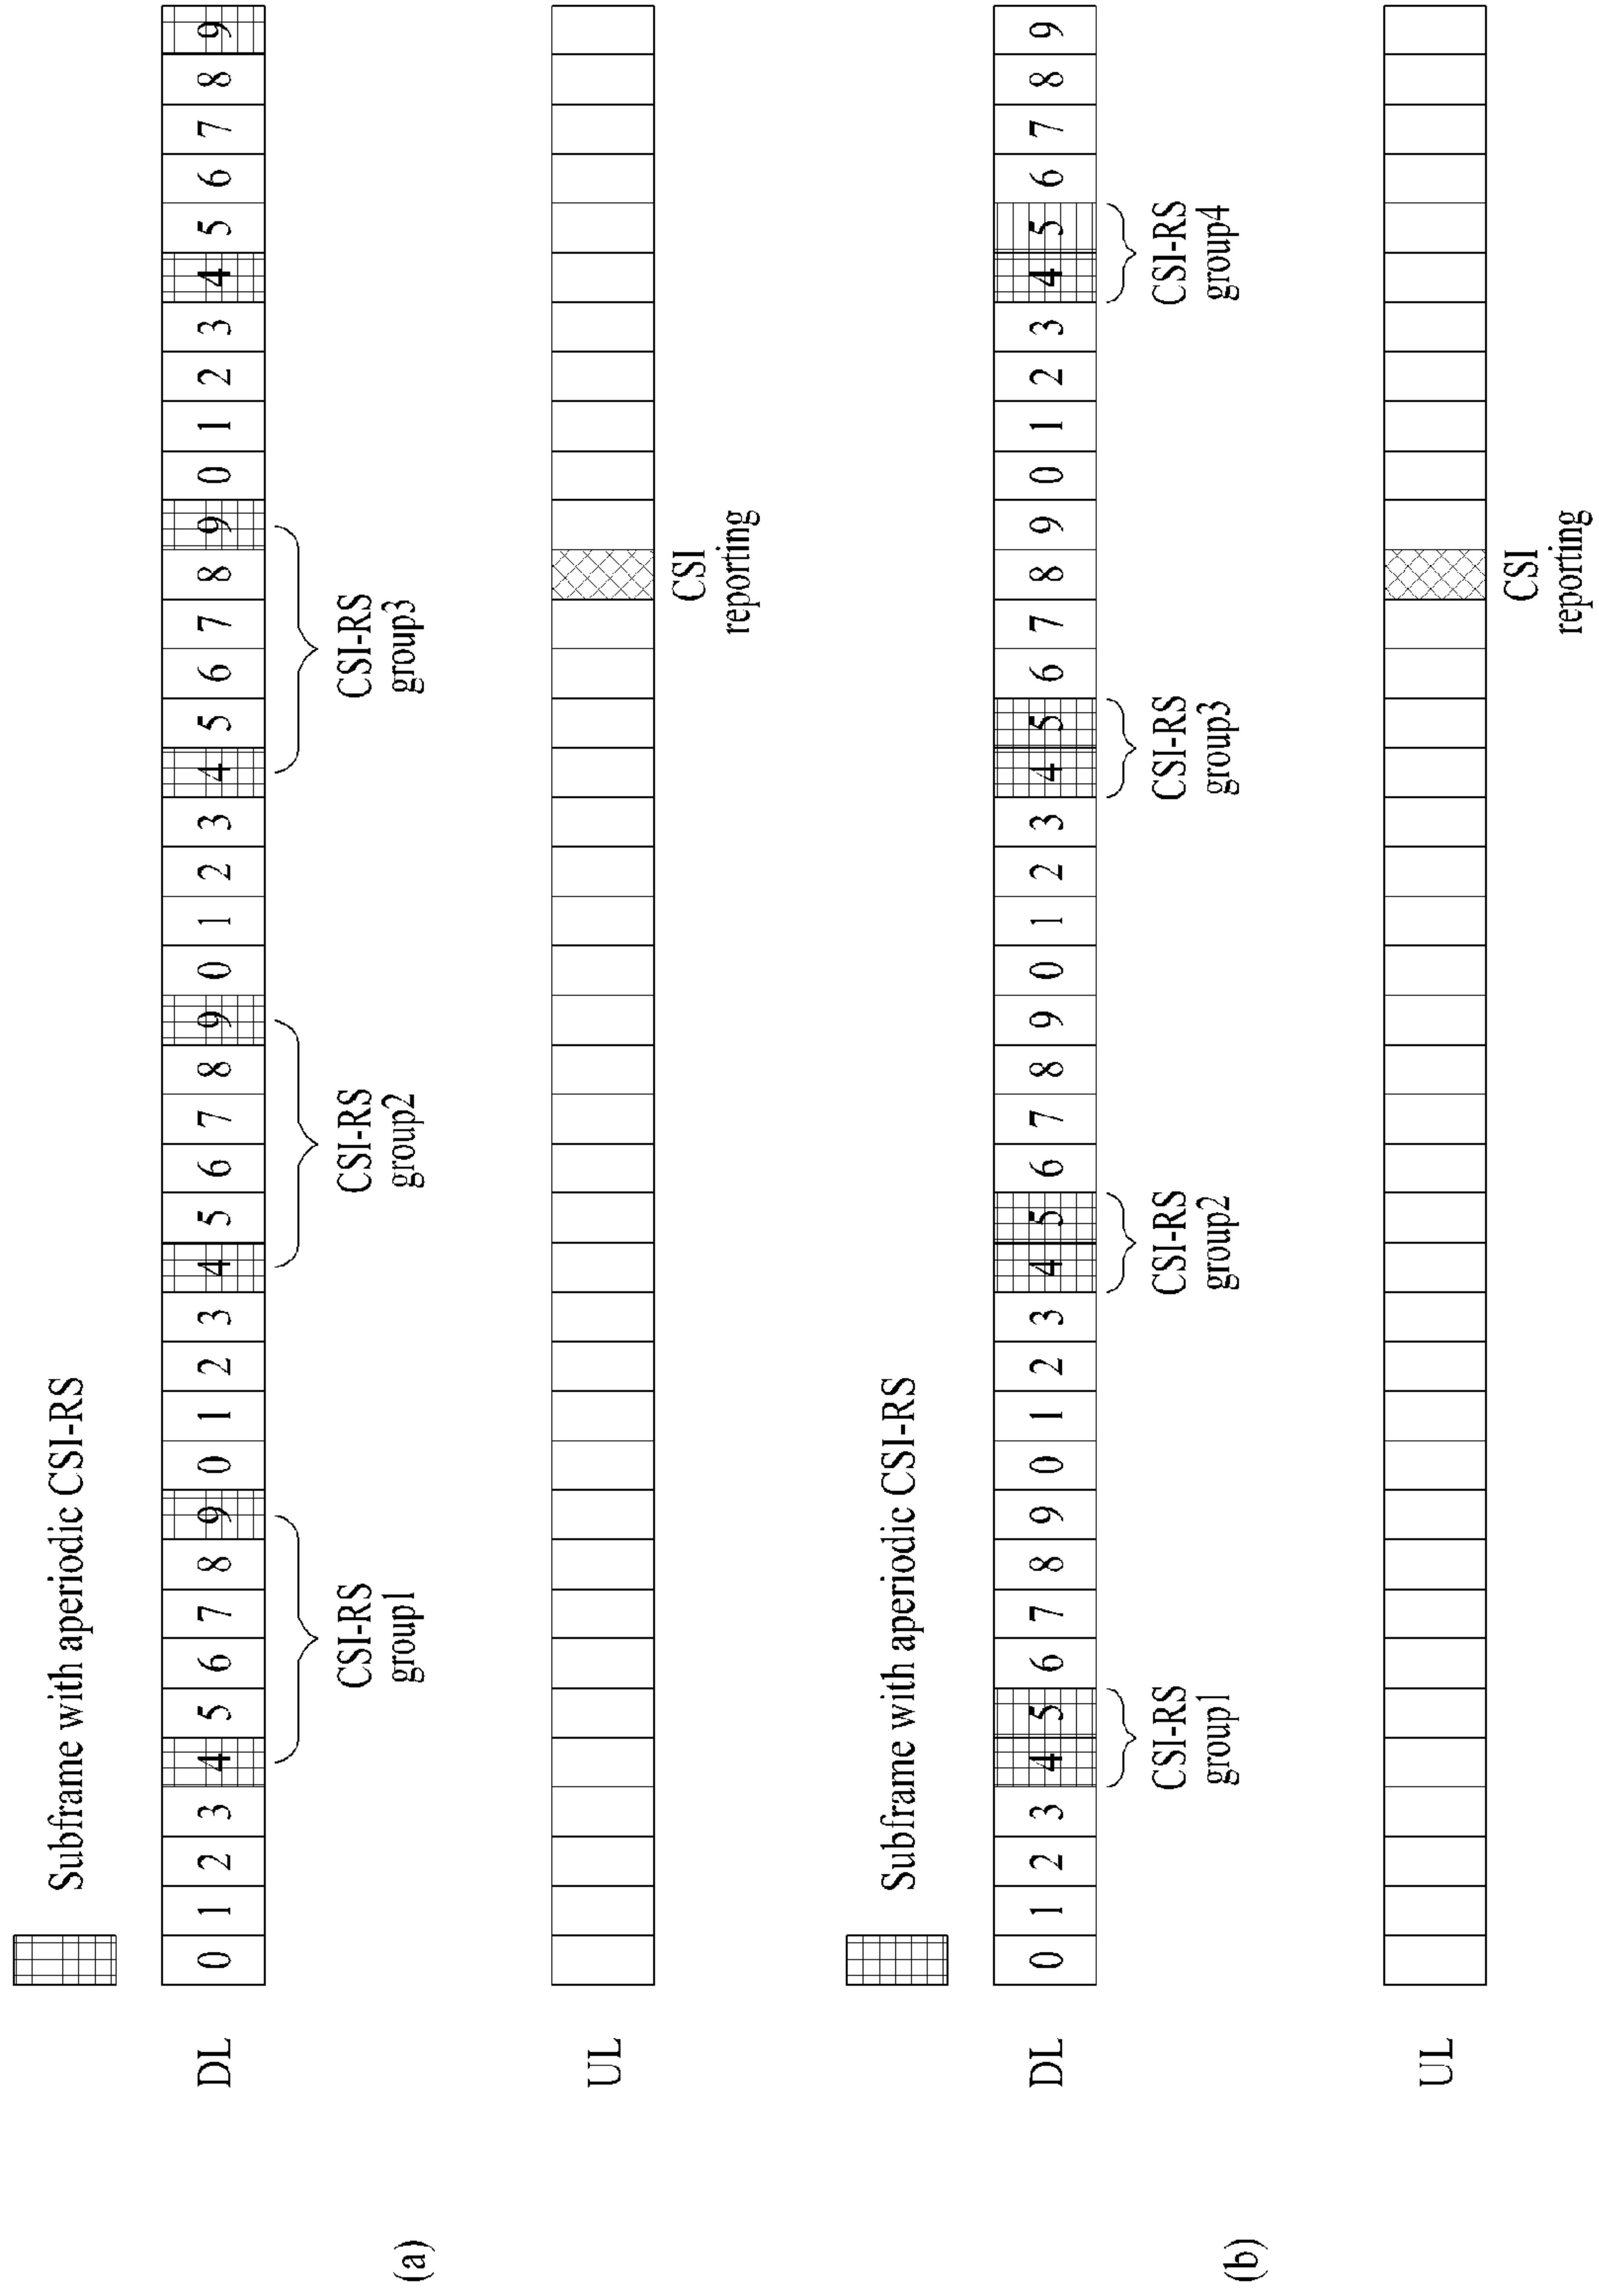 Subframe with aperiodic CSI-RS
DL 0 1 2 3 4 5 6 7 8 9 0 1 2 3 4 5 6 7 8 9 0 1 2 3 4 5 6 7 8 9 0 1 2 3 4 5 6 7 8 9
CSI-RS
group1
CSI-RS
group2
CSI-RS
group3
(a)
UL
CSI
reporting
Subframe with aperiodic CSI-RS
DL 0 1 2 3 4 5 6 7 8 9 0 1 2 3 4 5 6 7 8 9 0 1 2 3 4 5 6 7 8 9 0 1 2 3 4 5 6 7 8 9
CSI-RS
group1
CSI-RS
group2
CSI-RS
group3
CSI-RS
group4
(b)
UL
CSI
reporting